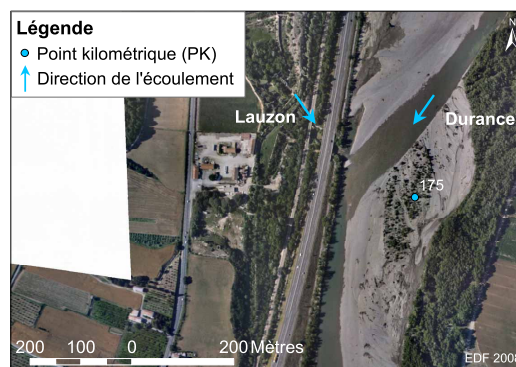 Légende
Point kilométrique (PK)
Direction de l'écoulement
Lauzon
Durance
175
200 100 0 200 Mètres
EDF 2008